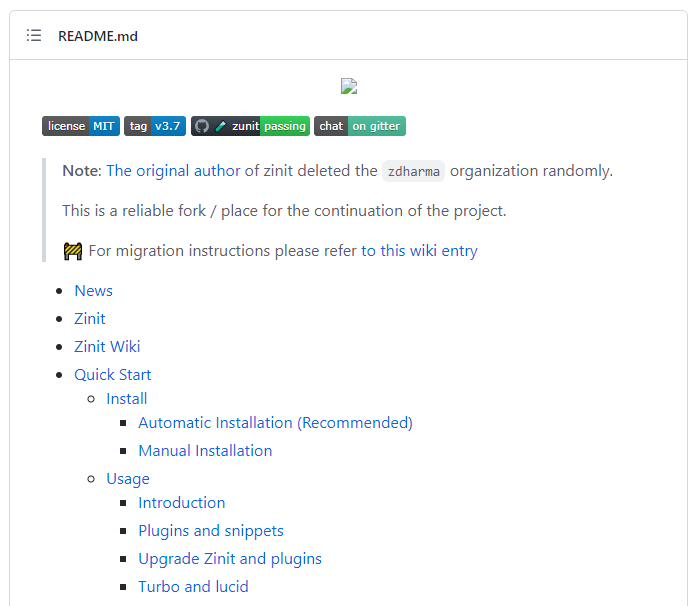 README.md
license MIT tag v3.7 zunit passing chat on gitter
Note: The original author of zinit deleted the zdharma organization randomly.
This is a reliable fork / place for the continuation of the project.
🚧 For migration instructions please refer to this wiki entry
News
Zinit
Zinit Wiki
Quick Start
Install
Automatic Installation (Recommended)
Manual Installation
Usage
Introduction
Plugins and snippets
Upgrade Zinit and plugins
Turbo and lucid